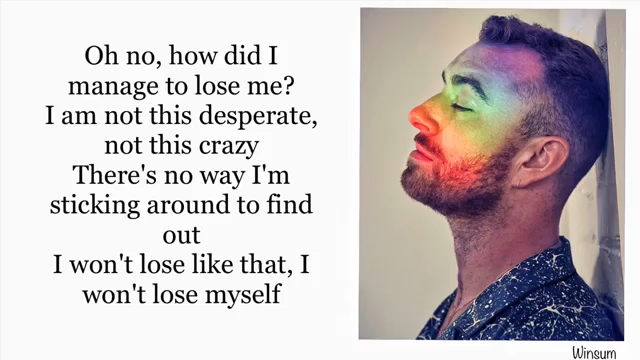 Oh no, how did I
manage to lose me?
I am not this desperate,
not this crazy
There's no way I'm
sticking around to find
out
I won't lose like that, I
won't lose myself
Winsum